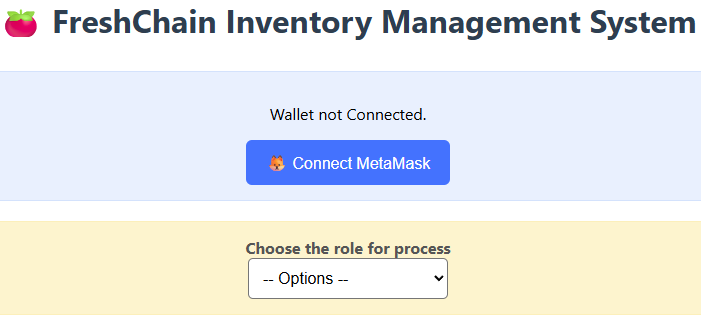 FreshChain Inventory Management System
Wallet not Connected.
Connect MetaMask
Choose the role for process
-- Options --